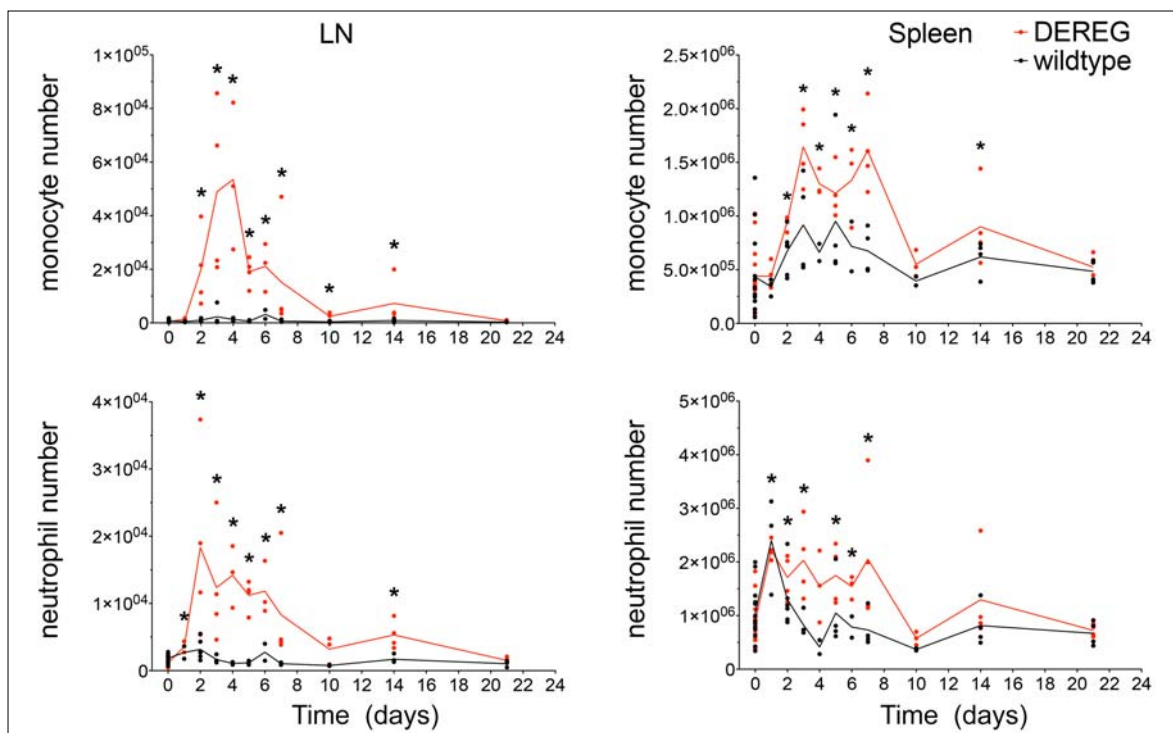 LN
monocyte number
1×10^05
8×10^04
6×10^04
4×10^04
2×10^04
0
* * * * * * * * *
0 2 4 6 8 10 12 14 16 18 20 22 24
Spleen
DEREG
wildtype
monocyte number
2.5×10^06
2.0×10^06
1.5×10^06
1.0×10^06
5.0×10^05
0.0
* * * * * * *
0 2 4 6 8 10 12 14 16 18 20 22 24
neutrophil number
4×10^04
3×10^04
2×10^04
1×10^04
0
* * * * * * * *
0 2 4 6 8 10 12 14 16 18 20 22 24
Time (days)
neutrophil number
5×10^06
4×10^06
3×10^06
2×10^06
1×10^06
0
* * * * * *
0 2 4 6 8 10 12 14 16 18 20 22 24
Time (days)